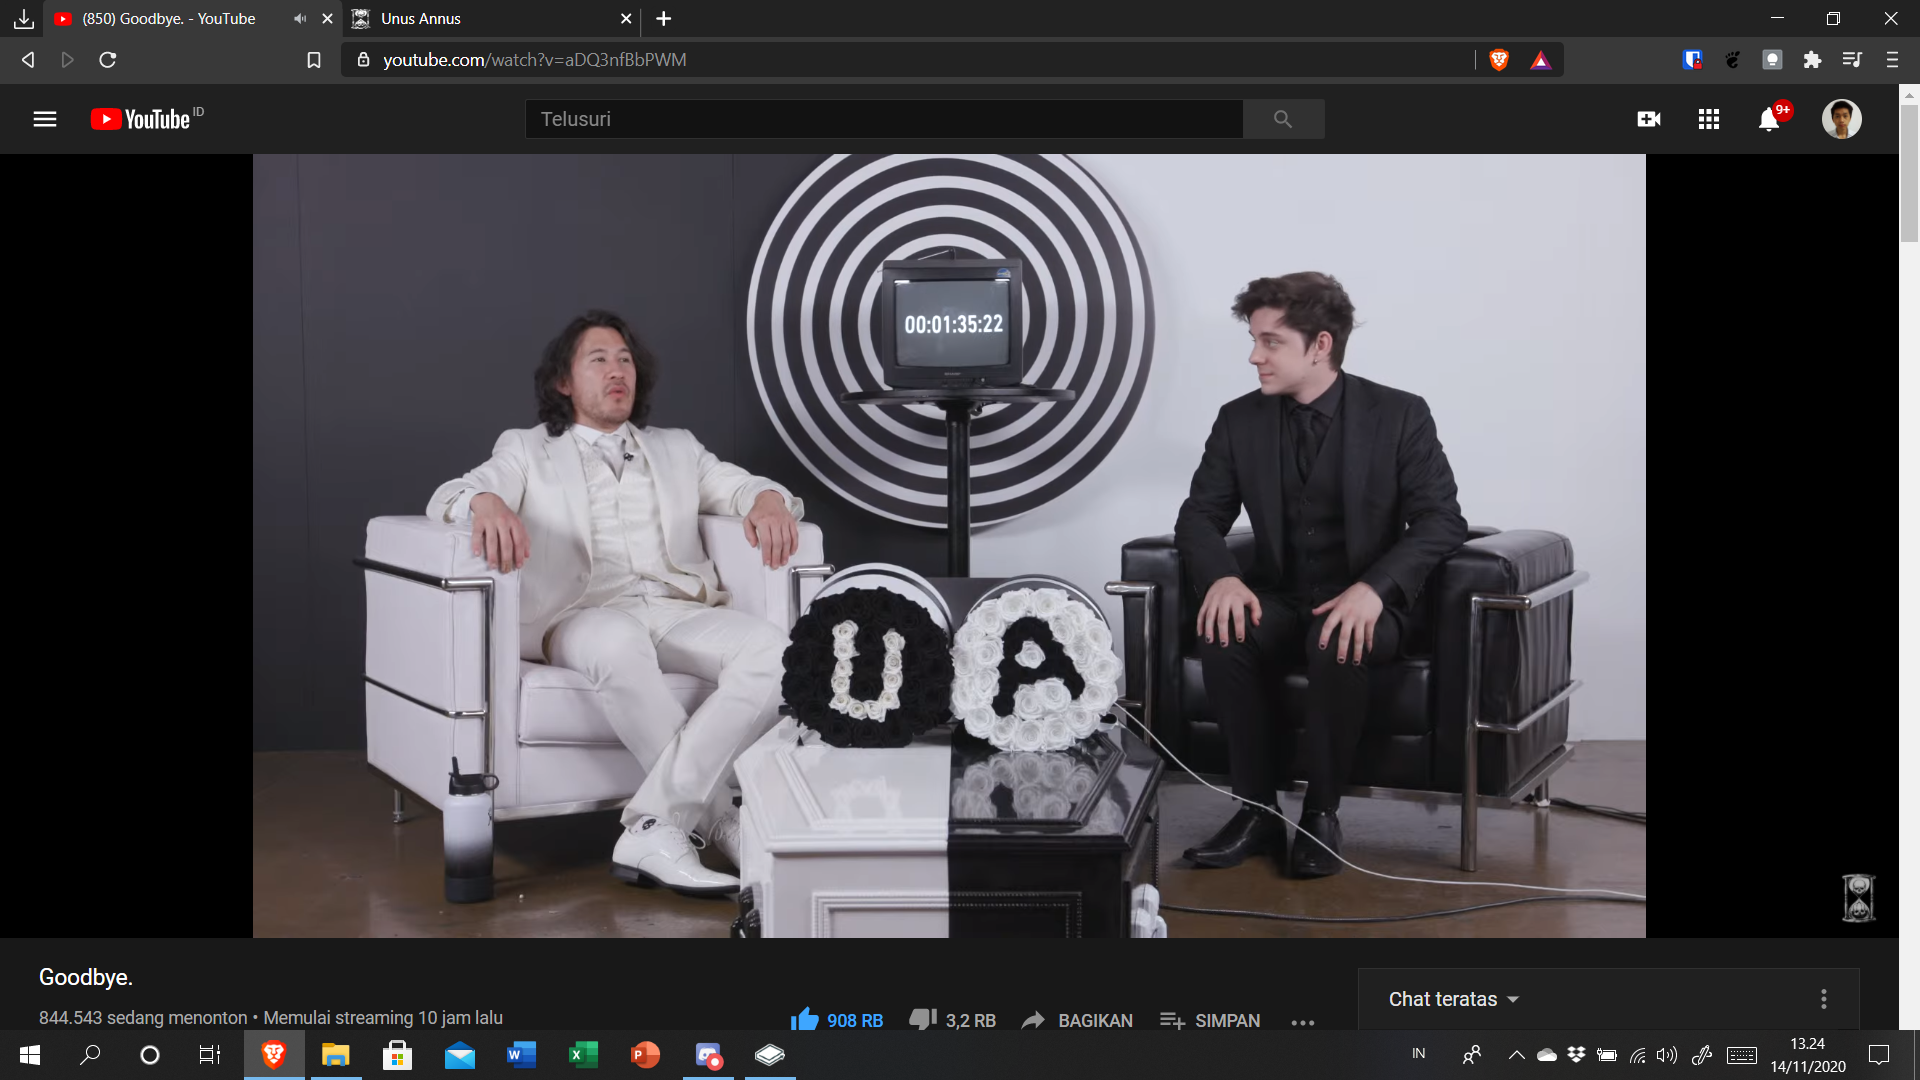 (850) Goodbye. - YouTube
Unus Annus
youtube.com/watch?v=aDQ3nfBbPWM
YouTube ID
Telusuri
9+
00:01:35:22
U A
Goodbye.
844.543 sedang menonton • Memulai streaming 10 jam lalu
908 RB
3,2 RB
BAGIKAN
SIMPAN
Chat teratas
IN
13.24
14/11/2020